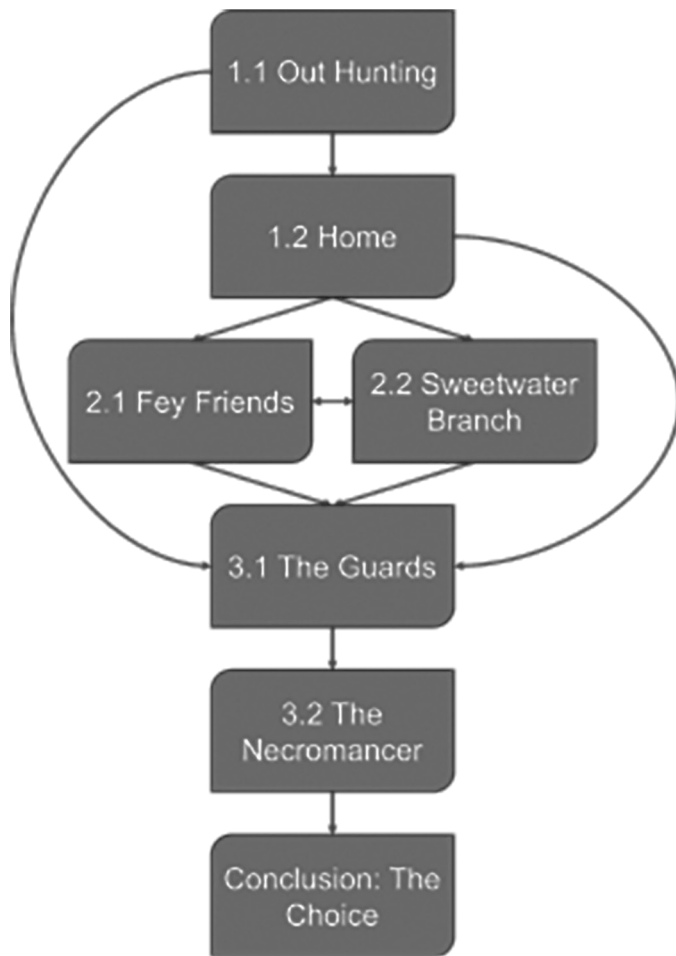 1.1 Out Hunting
1.2 Home
2.1 Fey Friends
2.2 Sweetwater
Branch
3.1 The Guards
3.2 The
Necromancer
Conclusion: The
Choice